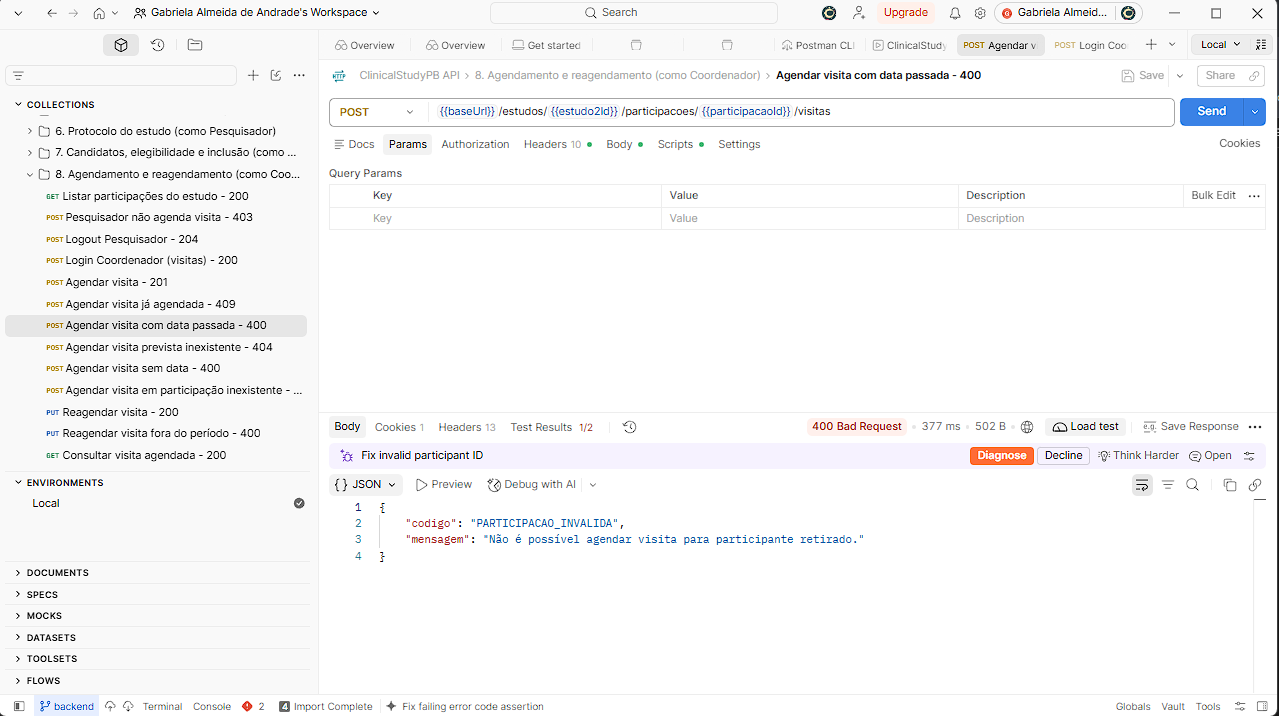 Gabriela Almeida de Andrade's Workspace
Search
Upgrade
Gabriela Almeid...
Overview
Overview
Get started
Postman CL
ClinicalStudy
POST Agendar v
POST Login Coo
Local
COLLECTIONS
6. Protocolo do estudo (como Pesquisador)
7. Candidatos, elegibilidade e inclusão (como ...
8. Agendamento e reagendamento (como Coo...
GET Listar participações do estudo - 200
POST Pesquisador não agenda visita - 403
POST Logout Pesquisador - 204
POST Login Coordenador (visitas) - 200
POST Agendar visita - 201
POST Agendar visita já agendada - 409
POST Agendar visita com data passada - 400
POST Agendar visita prevista inexistente - 404
POST Agendar visita sem data - 400
POST Agendar visita em participação inexistente - ...
PUT Reagendar visita - 200
PUT Reagendar visita fora do período - 400
GET Consultar visita agendada - 200
ENVIRONMENTS
Local
DOCUMENTS
SPECS
MOCKS
DATASETS
TOOLSETS
FLOWS
HTTP ClinicalStudyPB API › 8. Agendamento e reagendamento (como Coordenador) › Agendar visita com data passada - 400
Save
Share
POST {{baseUrl}} /estudos/ {{estudo2Id}} /participacoes/ {{participacaoId}} /visitas
Send
Docs Params Authorization Headers 10 Body Scripts Settings
Cookies
Query Params
Key Value Description Bulk Edit
Key Value Description
Body Cookies 1 Headers 13 Test Results 1/2
400 Bad Request • 377 ms • 502 B
Load test
e.g. Save Response
Fix invalid participant ID
Diagnose Decline Think Harder Open
{} JSON Preview Debug with AI
1 {
2 "codigo": "PARTICIPACAO_INVALIDA",
3 "mensagem": "Não é possível agendar visita para participante retirado."
4 }
backend Terminal Console 2 4 Import Complete Fix failing error code assertion
Globals Vault Tools